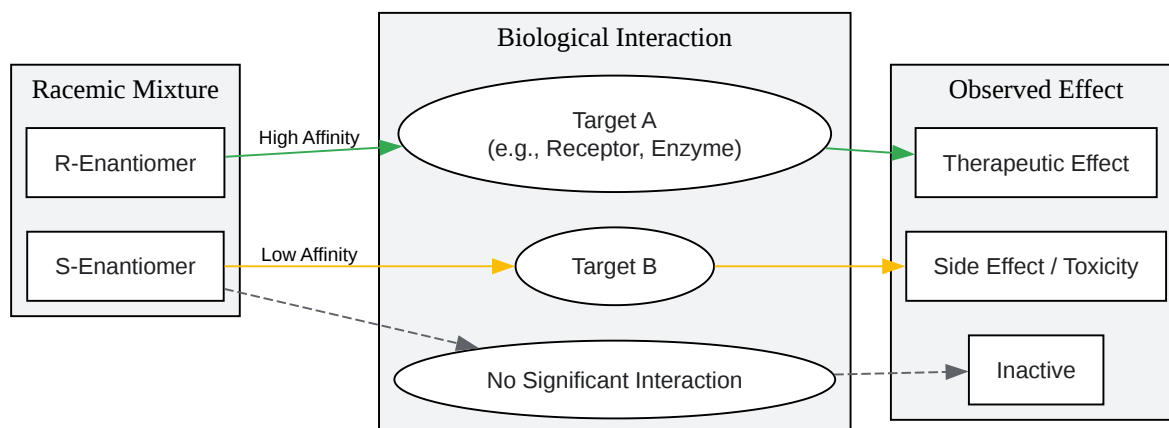 Racemic Mixture
R-Enantiomer
S-Enantiomer
High Affinity
Low Affinity
Biological Interaction
Target A
(e.g., Receptor, Enzyme)
Target B
No Significant Interaction
Observed Effect
Therapeutic Effect
Side Effect / Toxicity
Inactive